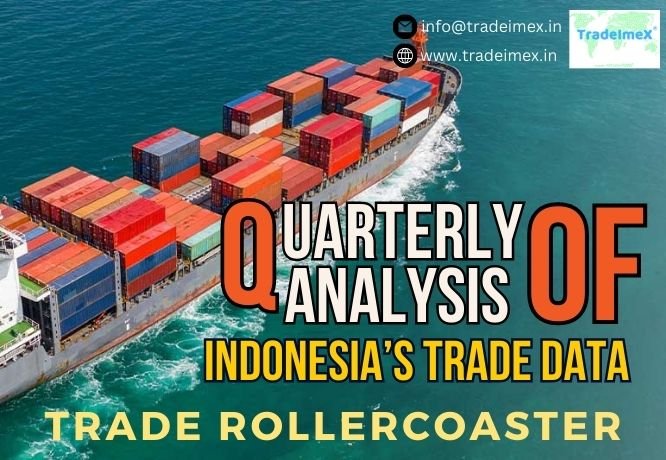 info@tradeimex.in
www.tradeimex.in
TradeImeX
QUARTERLY
ANALYSIS OF
INDONESIA'S TRADE DATA
TRADE ROLLERCOASTER